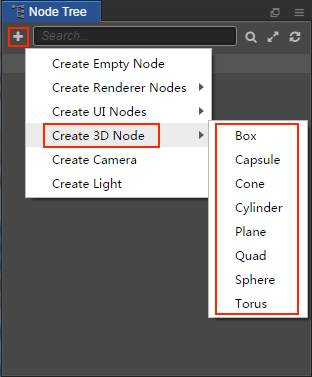 Node Tree
Search...
Create Empty Node
Create Renderer Nodes
Create UI Nodes
Create 3D Node
Create Camera
Create Light
Box
Capsule
Cone
Cylinder
Plane
Quad
Sphere
Torus